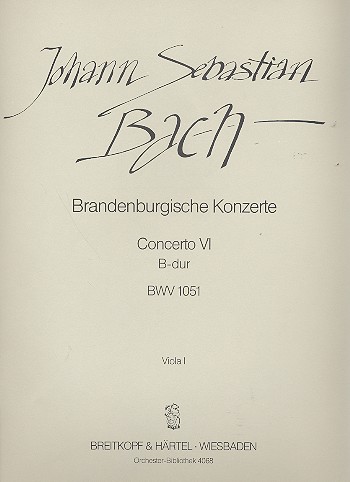 Johann Sebastian
Bach
Brandenburgische Konzerte
Concerto VI
B-dur
BWV 1051
Viola I
BREITKOPF & HÄRTEL · WIESBADEN
Orchester-Bibliothek 4068